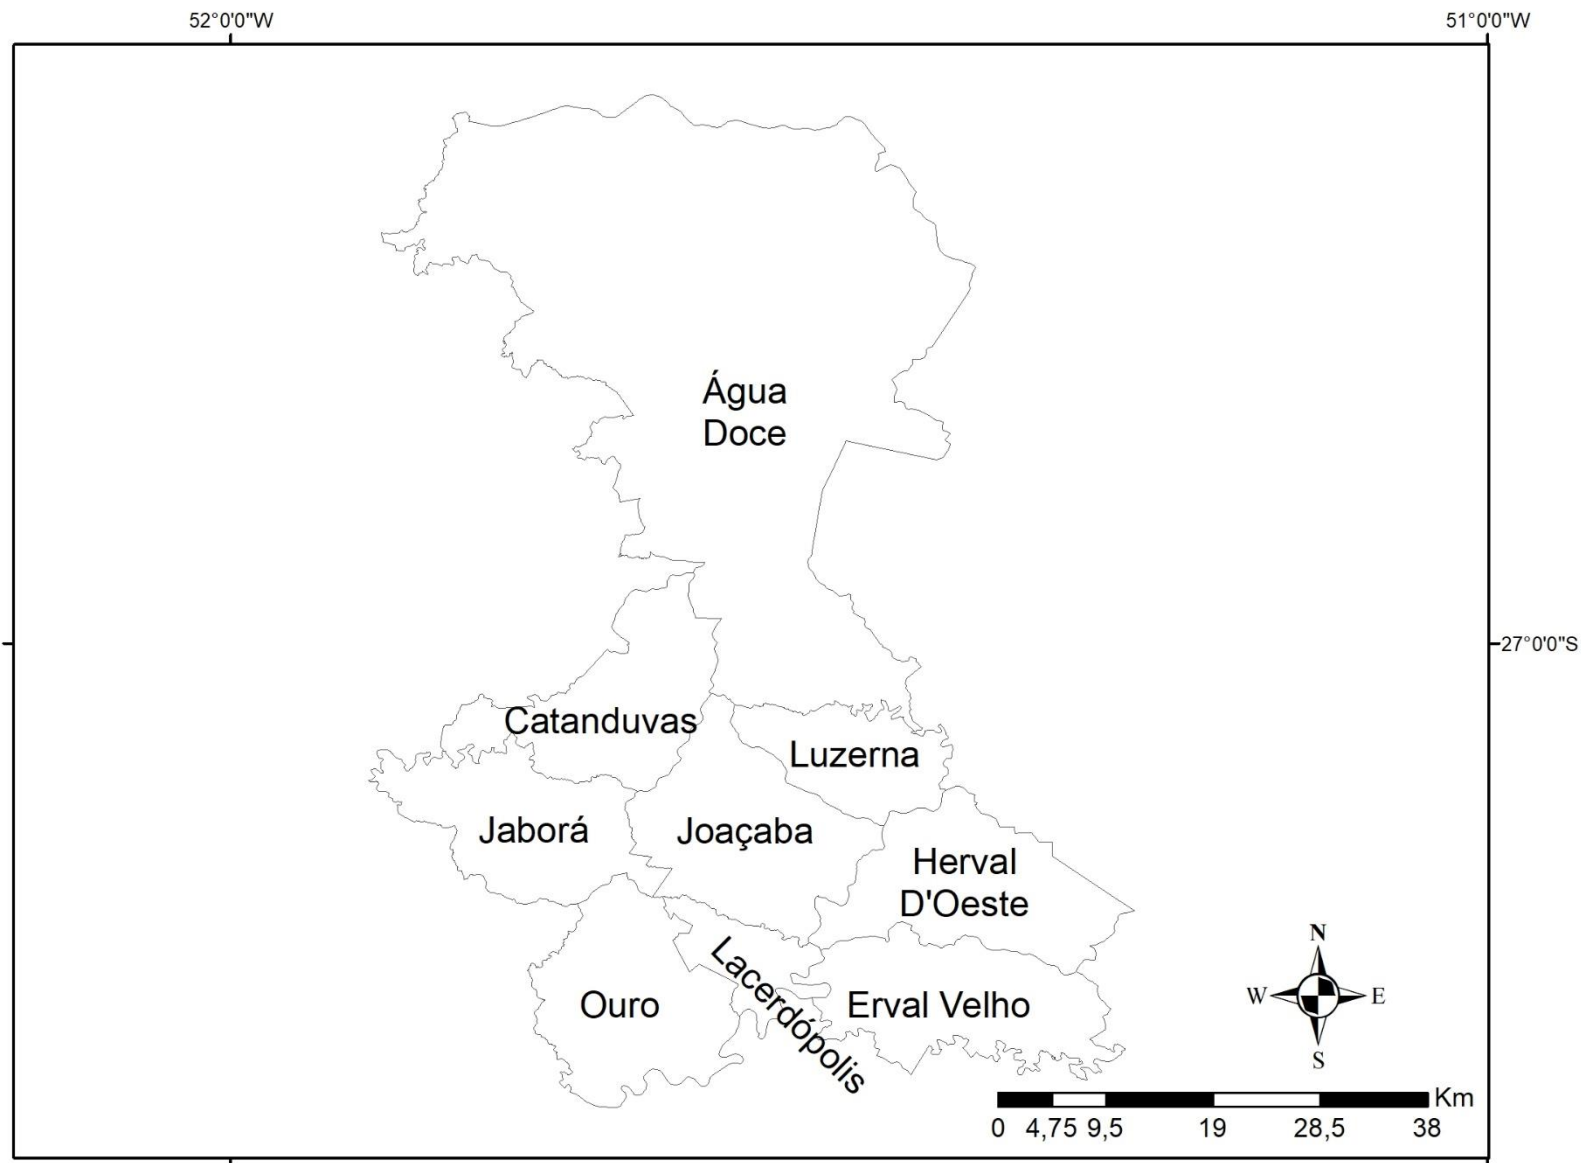 52°0'0"W
51°0'0"W
Água
Doce
27°0'0"S
Catanduvas
Luzerna
Jaborá
Joaçaba
Herval
D'Oeste
Lacerdópolis
Ouro
Erval Velho
N
W
E
S
Km
0 4,75 9,5 19 28,5 38